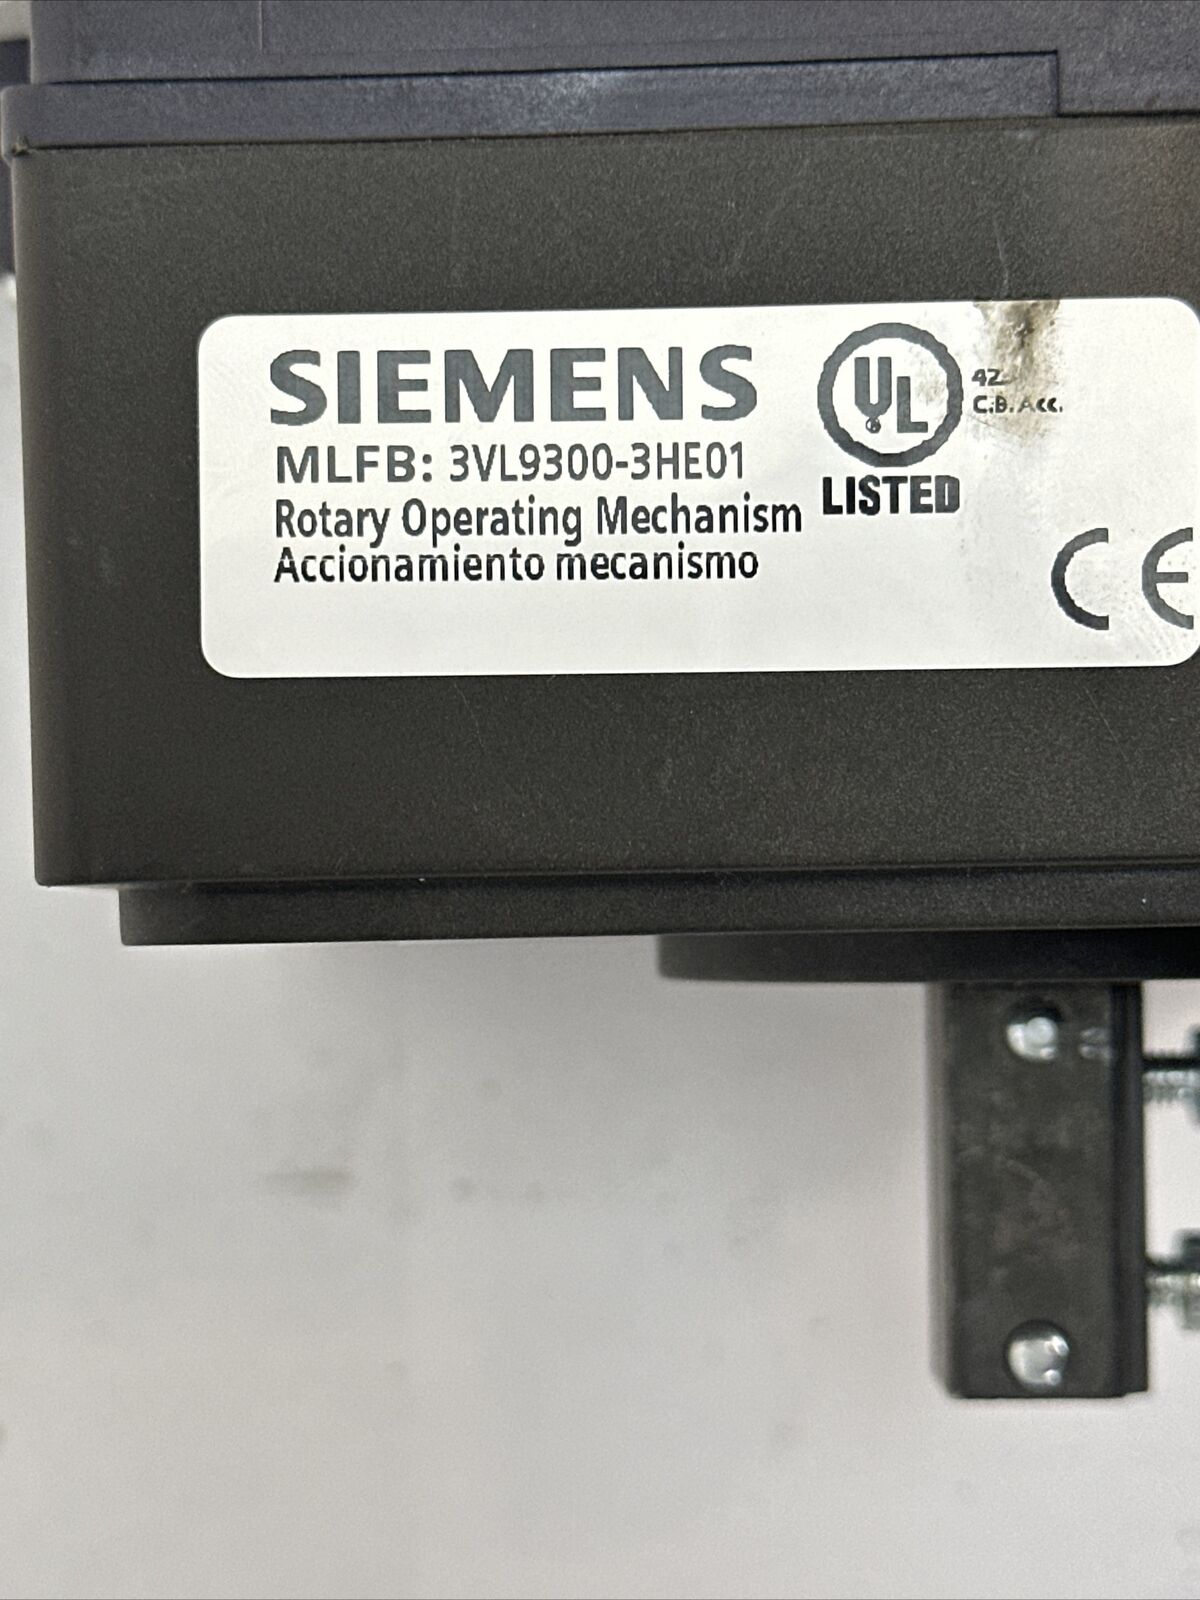 SIEMENS
MLFB: 3VL9300-3HE01
Rotary Operating Mechanism
Accionamiento mecanismo
UL
LISTED
C.B. Acc.
CE